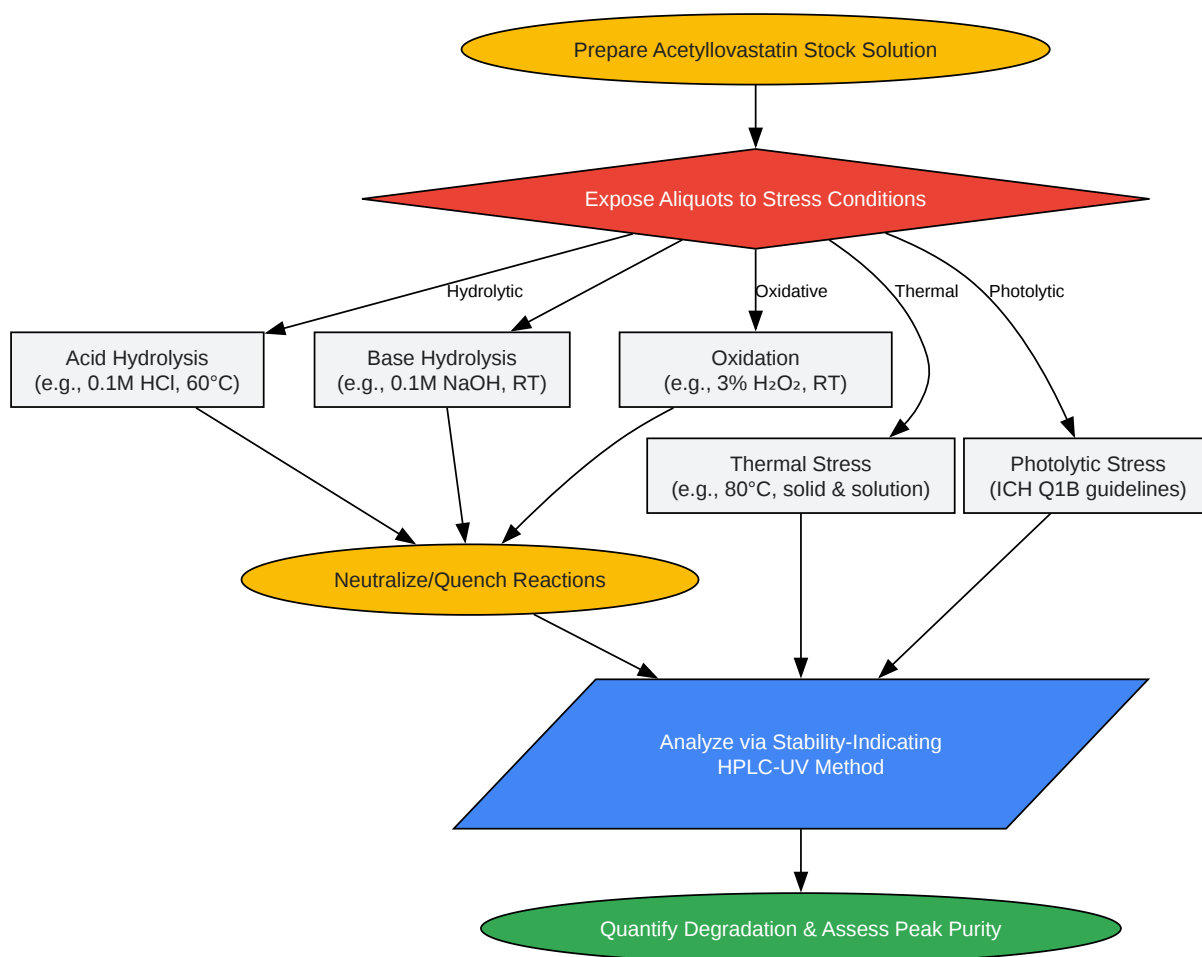 Prepare Acetyllovastatin Stock Solution
Expose Aliquots to Stress Conditions
Hydrolytic
Oxidative
Thermal
Photolytic
Acid Hydrolysis
(e.g., 0.1M HCl, 60°C)
Base Hydrolysis
(e.g., 0.1M NaOH, RT)
Oxidation
(e.g., 3% H₂O₂, RT)
Thermal Stress
(e.g., 80°C, solid & solution)
Photolytic Stress
(ICH Q1B guidelines)
Neutralize/Quench Reactions
Analyze via Stability-Indicating
HPLC-UV Method
Quantify Degradation & Assess Peak Purity